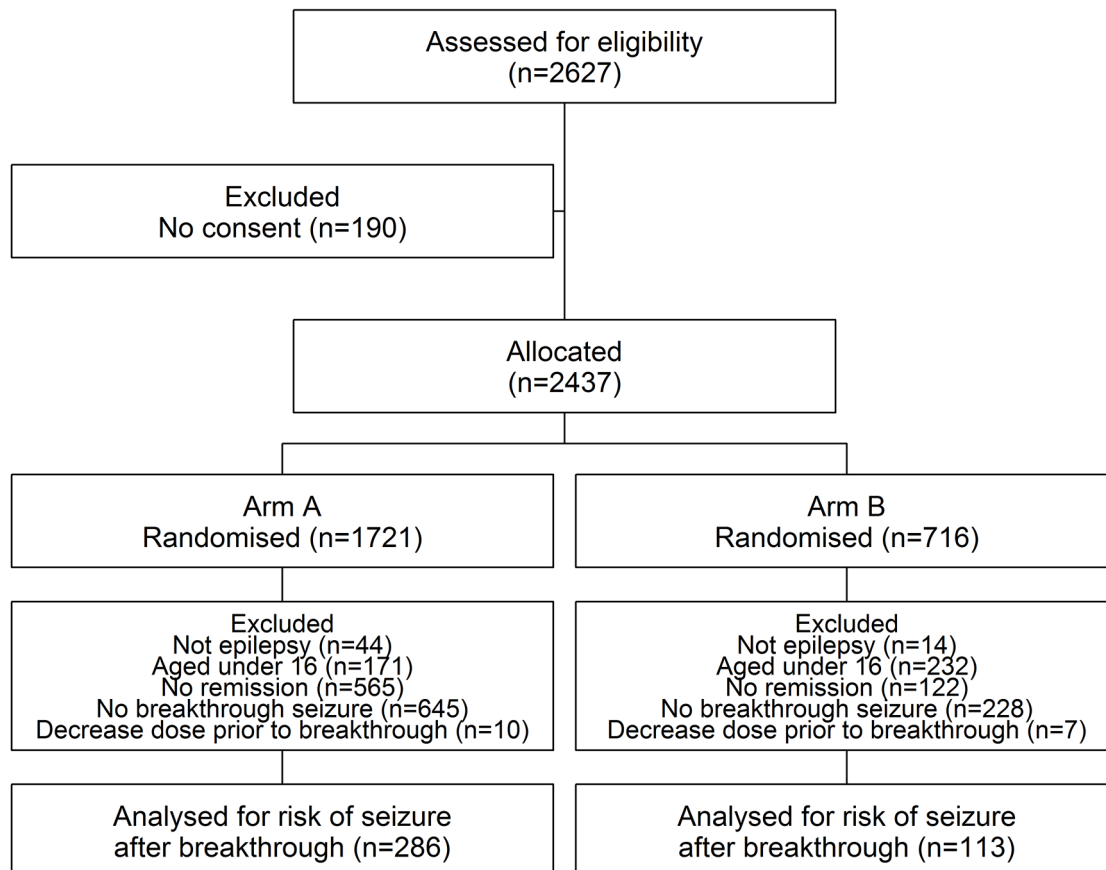 Assessed for eligibility
(n=2627)
Excluded
No consent (n=190)
Allocated
(n=2437)
Arm A
Randomised (n=1721)
Arm B
Randomised (n=716)
Excluded
Not epilepsy (n=44)
Aged under 16 (n=171)
No remission (n=565)
No breakthrough seizure (n=645)
Decrease dose prior to breakthrough (n=10)
Excluded
Not epilepsy (n=14)
Aged under 16 (n=232)
No remission (n=122)
No breakthrough seizure (n=228)
Decrease dose prior to breakthrough (n=7)
Analysed for risk of seizure
after breakthrough (n=286)
Analysed for risk of seizure
after breakthrough (n=113)